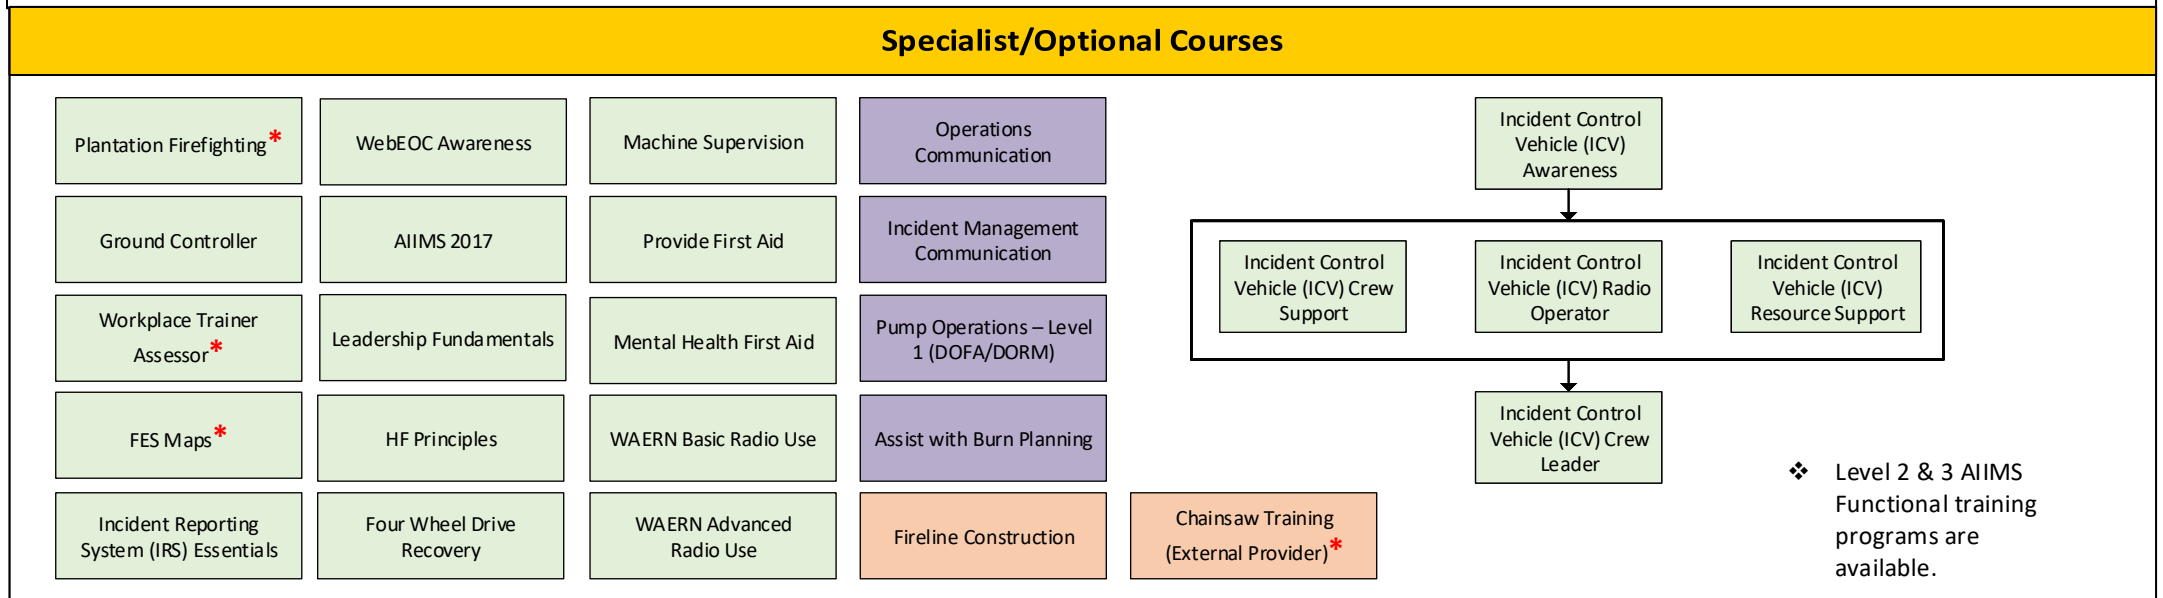 Specialist/Optional Courses
Plantation Firefighting*
WebEOC Awareness
Machine Supervision
Operations
Communication
Ground Controller
AIIMS 2017
Provide First Aid
Incident Management
Communication
Workplace Trainer
Assessor*
Leadership Fundamentals
Mental Health First Aid
Pump Operations – Level
1 (DOFA/DORM)
FES Maps*
HF Principles
WAERN Basic Radio Use
Assist with Burn Planning
Incident Reporting
System (IRS) Essentials
Four Wheel Drive
Recovery
WAERN Advanced
Radio Use
Fireline Construction
Chainsaw Training
(External Provider)*
Incident Control
Vehicle (ICV)
Awareness
Incident Control
Vehicle (ICV) Crew
Support
Incident Control
Vehicle (ICV) Radio
Operator
Incident Control
Vehicle (ICV)
Resource Support
Incident Control
Vehicle (ICV) Crew
Leader
❖ Level 2 & 3 AIIMS
Functional training
programs are
available.